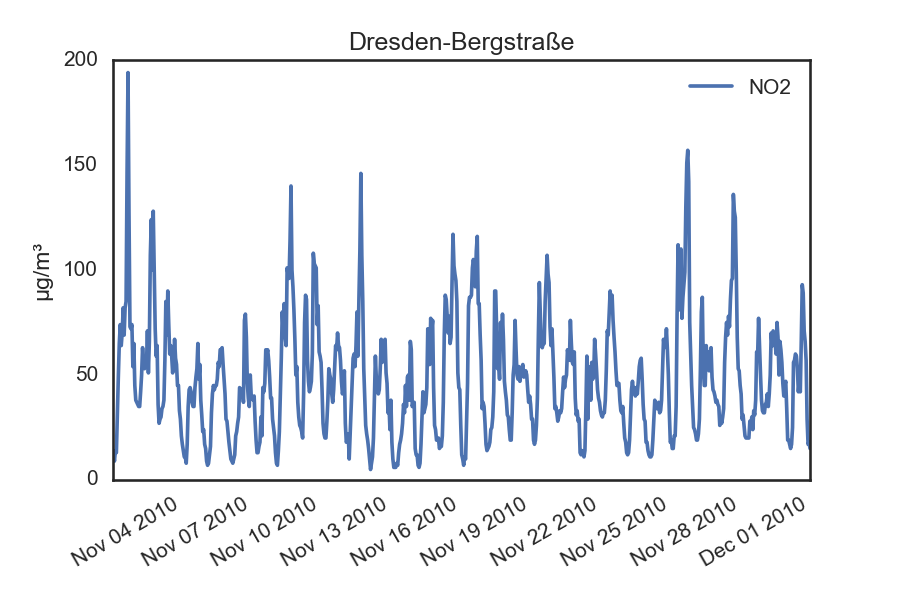 Dresden-Bergstraße
200
150
100
50
0
µg/m³
NO2
Nov 04 2010
Nov 07 2010
Nov 10 2010
Nov 13 2010
Nov 16 2010
Nov 19 2010
Nov 22 2010
Nov 25 2010
Nov 28 2010
Dec 01 2010